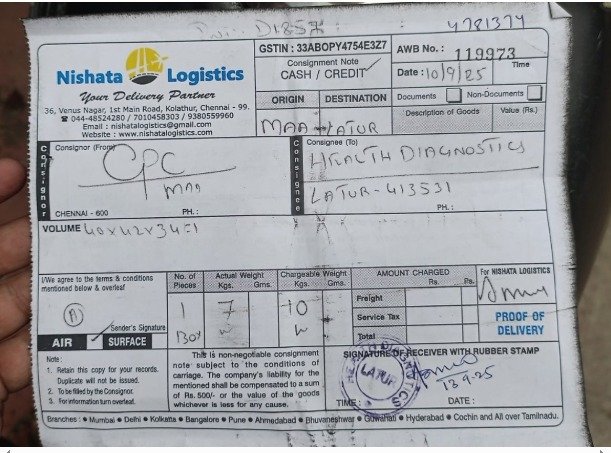 4781374
Nishata Logistics
Your Delivery Partner
36, Venus Nagar, 1st Main Road, Kolathur, Chennai - 99.
☎ 044-48524280 / 7010458303 / 9380559960
Email : nishatalogistics@gmail.com
Website : www.nishatalogistics.com
GSTIN : 33ABOPY4754E3Z7
Consignment Note
CASH / CREDIT
AWB No. : 119973
Date : 10/9/25 Time
ORIGIN DESTINATION
MAA LATUR
Documents Non-Documents
Description of Goods Value (Rs.)
Consignor
Consignor (From)
CPC
MAA
CHENNAI - 600 PH. :
Consignee
Consignee (To)
HEALTH DIAGNOSTICS
LATUR - 413531
PH. :
VOLUME 40x42x34=1
I/We agree to the terms & conditions
mentioned below & overleaf
Sender's Signature
AIR SURFACE
No. of Pieces
1
Box
Actual Weight
Kgs. Gms.
7
Chargeable Weight
Kgs. Gms.
10
AMOUNT CHARGED
Rs. Ps.
Freight
Service Tax
Total
For NISHATA LOGISTICS
PROOF OF
DELIVERY
Note :
1. Retain this copy for your records.
Duplicate will not be issued.
2. To be filled by the Consignor.
3. For information turn overleaf.
This is non-negotiable consignment
note subject to the conditions of
carriage. The company's liability for the
mentioned shall be compensated to a sum
of Rs. 500/- or the value of the goods
whichever is less for any cause.
SIGNATURE OF RECEIVER WITH RUBBER STAMP
LATUR
13-9-25
TIME : DATE :
Branches : • Mumbai • Delhi • Kolkatta • Bangalore • Pune • Ahmedabad • Bhuvaneshwar • Guwahati • Hyderabad • Cochin and All over Tamilnadu.